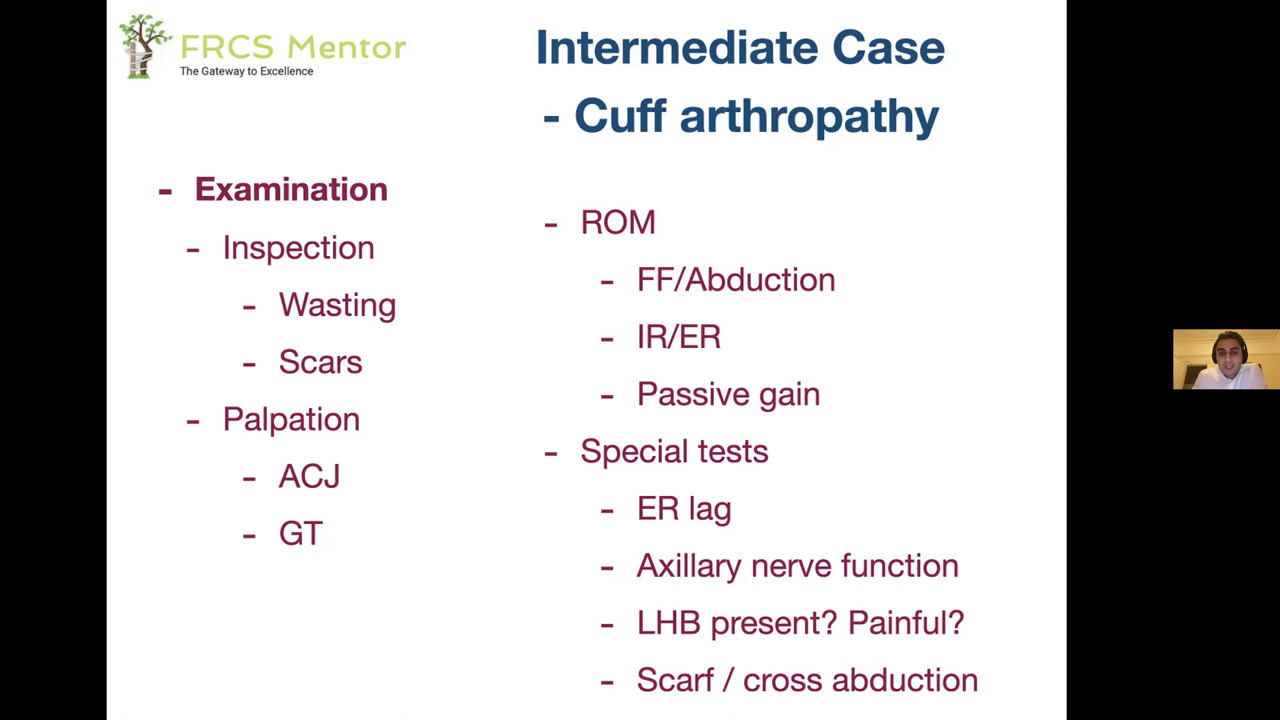 FRCS Mentor
The Gateway to Excellence
Intermediate Case
- Cuff arthropathy
- Examination
- Inspection
- Wasting
- Scars
- Palpation
- ACJ
- GT
- ROM
- FF/Abduction
- IR/ER
- Passive gain
- Special tests
- ER lag
- Axillary nerve function
- LHB present? Painful?
- Scarf / cross abduction